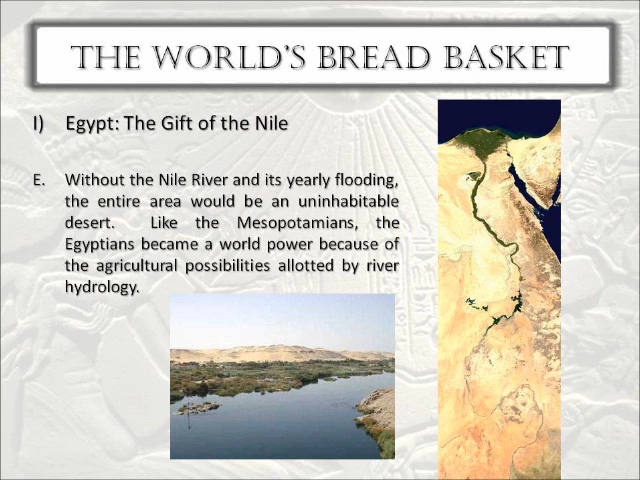 THE WORLD'S BREAD BASKET
I) Egypt: The Gift of the Nile
E. Without the Nile River and its yearly flooding,
the entire area would be an uninhabitable
desert. Like the Mesopotamians, the
Egyptians became a world power because of
the agricultural possibilities allotted by river
hydrology.